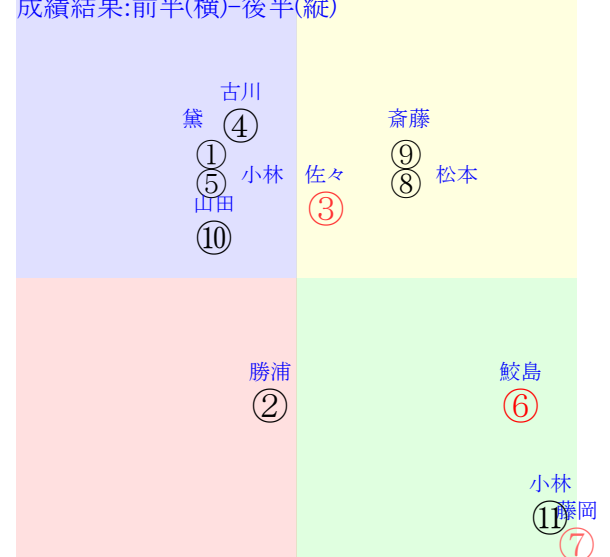 成績結果:前半(横)-後半(縦)
古川
④
黛
①
斎藤
⑨
⑤
小林
佐々
③
⑧
松本
山田
⑩
勝浦
②
鮫島
⑥
小林
⑪
藤岡
⑦